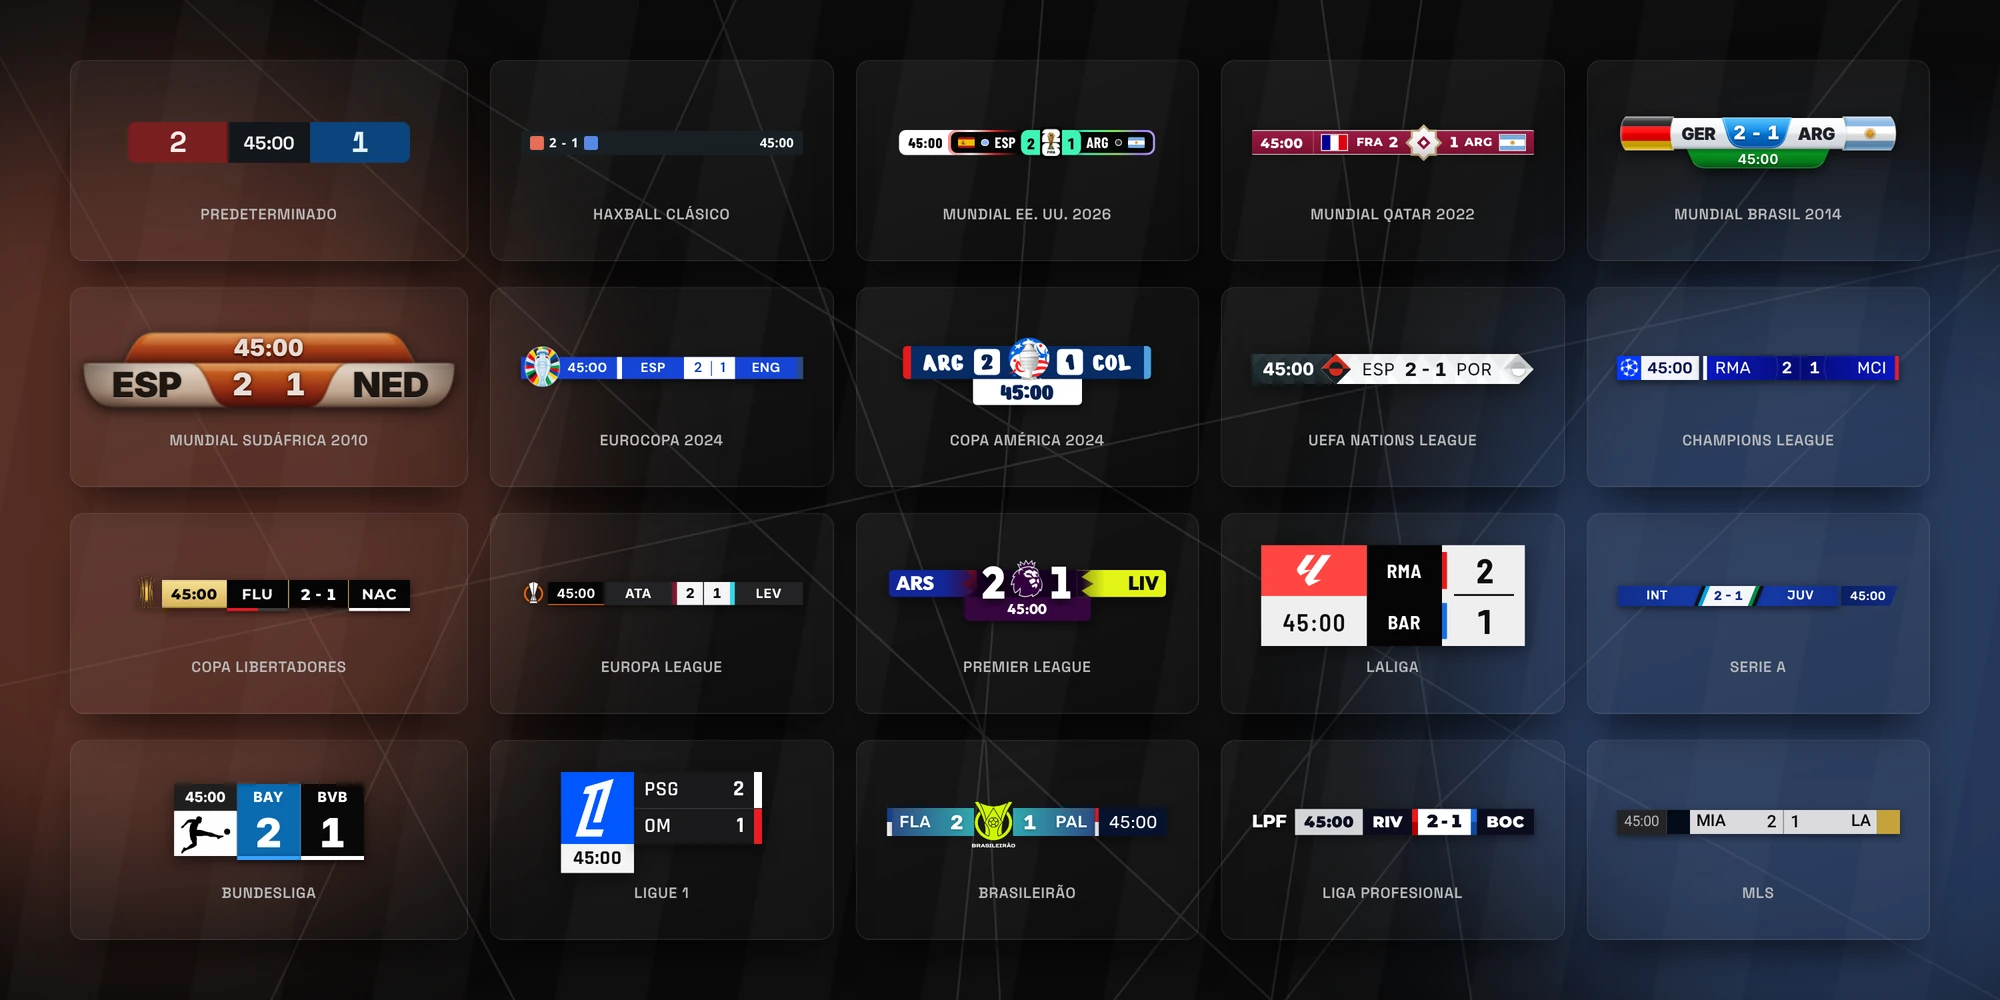 2 45:00 1
PREDETERMINADO
2 - 1 45:00
HAXBALL CLÁSICO
45:00 ESP 2 1 ARG
MUNDIAL EE. UU. 2026
45:00 FRA 2 1 ARG
MUNDIAL QATAR 2022
GER 2 - 1 ARG
45:00
MUNDIAL BRASIL 2014
45:00
ESP 2 1 NED
MUNDIAL SUDÁFRICA 2010
45:00 ESP 2 | 1 ENG
EUROCOPA 2024
ARG 2 1 COL
45:00
COPA AMÉRICA 2024
45:00 ESP 2 - 1 POR
UEFA NATIONS LEAGUE
45:00 RMA 2 1 MCI
CHAMPIONS LEAGUE
45:00 FLU 2 - 1 NAC
COPA LIBERTADORES
45:00 ATA 2 1 LEV
EUROPA LEAGUE
ARS 2 1 LIV
45:00
PREMIER LEAGUE
RMA 2
45:00 BAR 1
LALIGA
INT 2 - 1 JUV 45:00
SERIE A
45:00 BAY BVB
2 1
BUNDESLIGA
PSG 2
OM 1
45:00
LIGUE 1
FLA 2 1 PAL 45:00
BRASILEIRÃO
BRASILEIRÃO
LPF 45:00 RIV 2 - 1 BOC
LIGA PROFESIONAL
45:00 MIA 2 1 LA
MLS